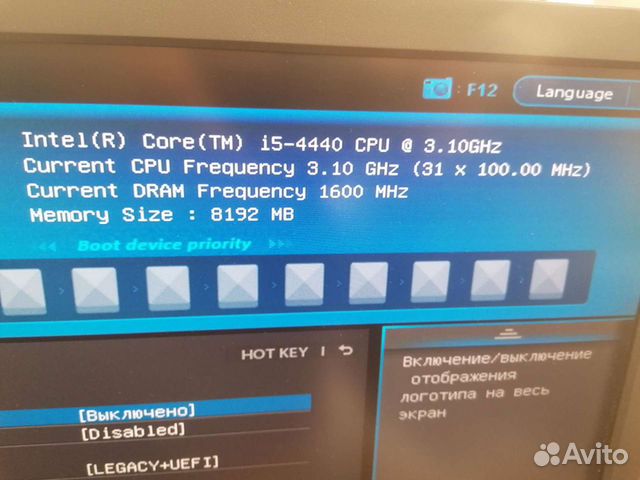 : F12
Language
Intel(R) Core(TM) i5-4440 CPU @ 3.10GHz
Current CPU Frequency 3.10 GHz (31 x 100.00 MHz)
Current DRAM Frequency 1600 MHz
Memory Size : 8192 MB
Boot device priority
HOT KEY |
[Выключено]
[Disabled]
[LEGACY+UEFI]
Включение/выключение
отображения
логотипа на весь
экран
Avito